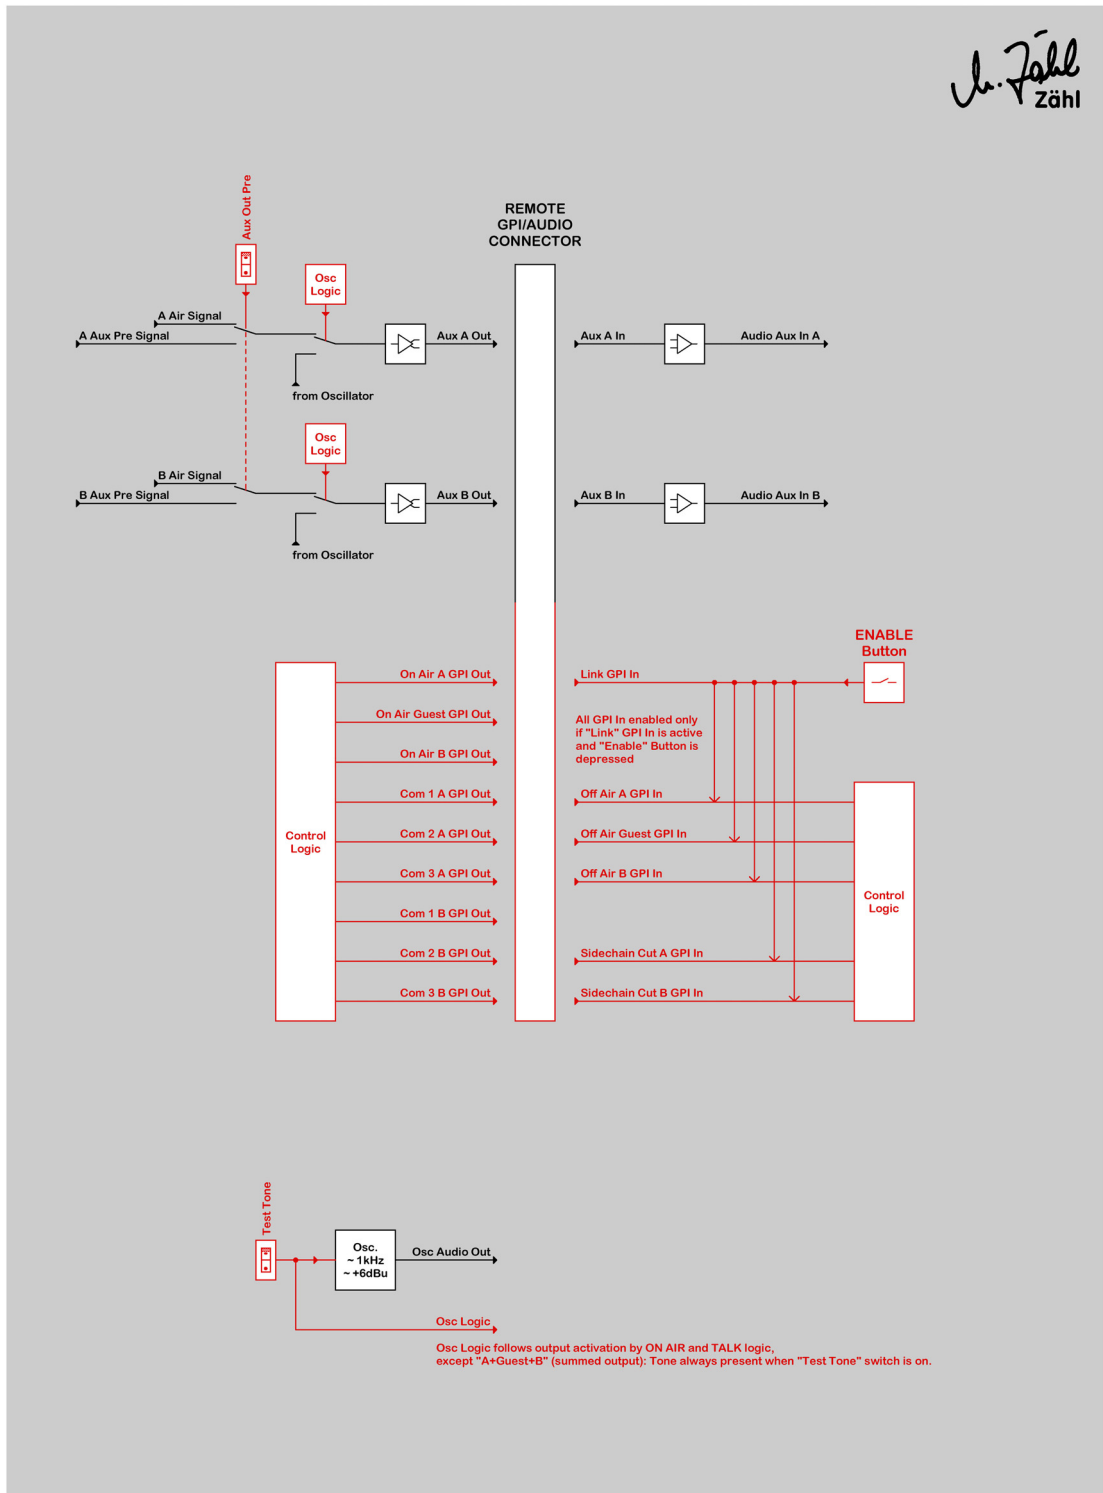 M. Zähl
Zähl
Aux Out Pre
REMOTE
GPI/AUDIO
CONNECTOR
Osc
Logic
A Air Signal
A Aux Pre Signal
Aux A Out
Aux A In
Audio Aux In A
from Oscillator
Osc
Logic
B Air Signal
B Aux Pre Signal
Aux B Out
Aux B In
Audio Aux In B
from Oscillator
ENABLE
Button
On Air A GPI Out
Link GPI In
On Air Guest GPI Out
All GPI In enabled only
if "Link" GPI In is active
and "Enable" Button is
depressed
On Air B GPI Out
Com 1 A GPI Out
Off Air A GPI In
Control
Logic
Com 2 A GPI Out
Off Air Guest GPI In
Com 3 A GPI Out
Off Air B GPI In
Control
Logic
Com 1 B GPI Out
Com 2 B GPI Out
Sidechain Cut A GPI In
Com 3 B GPI Out
Sidechain Cut B GPI In
Test Tone
Osc.
~ 1kHz
~ +6dBu
Osc Audio Out
Osc Logic
Osc Logic follows output activation by ON AIR and TALK logic,
except "A+Guest+B" (summed output): Tone always present when "Test Tone" switch is on.